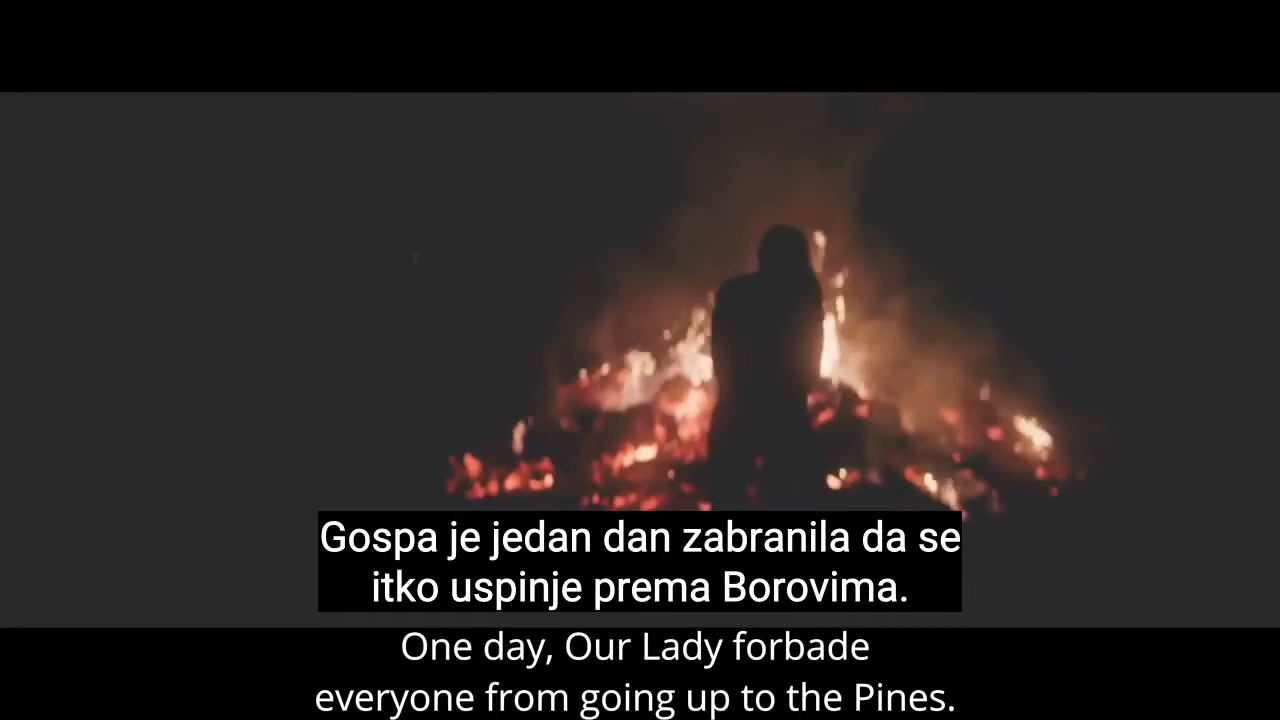 Gospa je jedan dan zabranila da se
itko uspinje prema Borovima.
One day, Our Lady forbade
everyone from going up to the Pines.